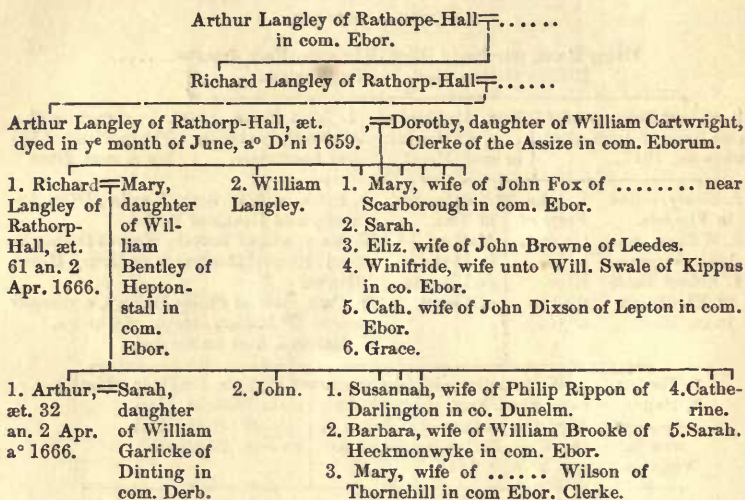 Arthur Langley of Rathorpe-Hall=......
in com. Ebor.
Richard Langley of Rathorp-Hall=......
Arthur Langley of Rathorp-Hall, æt. ,=Dorothy, daughter of William Cartwright,
dyed in yᵉ month of June, aº D'ni 1659. Clerke of the Assize in com. Eborum.
1. Richard=Mary,
Langley of daughter
Rathorp- of Wil-
Hall, æt. liam
61 an. 2 Bentley of
Apr. 1666. Hepton-
stall in
com.
Ebor.
2. William
Langley.
1. Mary, wife of John Fox of ........ near
Scarborough in com. Ebor.
2. Sarah.
3. Eliz. wife of John Browne of Leedes.
4. Winifride, wife unto Will. Swale of Kippus
in co. Ebor.
5. Cath. wife of John Dixson of Lepton in com.
Ebor.
6. Grace.
1. Arthur,=Sarah,
æt. 32 daughter
an. 2 Apr. of William
aº 1666. Garlicke of
Dinting in
com. Derb.
2. John.
1. Susannah, wife of Philip Rippon of
Darlington in co. Dunelm.
2. Barbara, wife of William Brooke of
Heckmonwyke in com. Ebor.
3. Mary, wife of ...... Wilson of
Thornehill in com Ebor. Clerke.
4. Cathe-
rine.
5. Sarah.